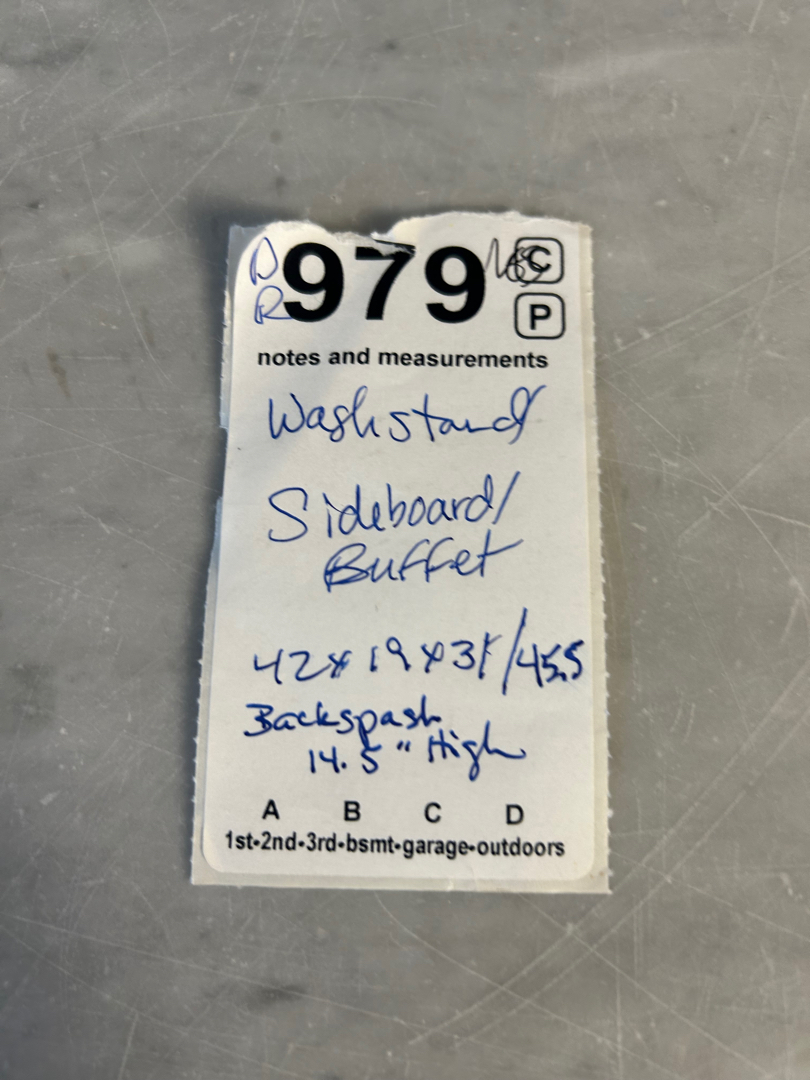 DR 979 C
P
notes and measurements
Washstand
Sideboard/
Buffet
42x19x31/45.5
Backspash
14.5" High
A B C D
1st•2nd•3rd•bsmt•garage•outdoors